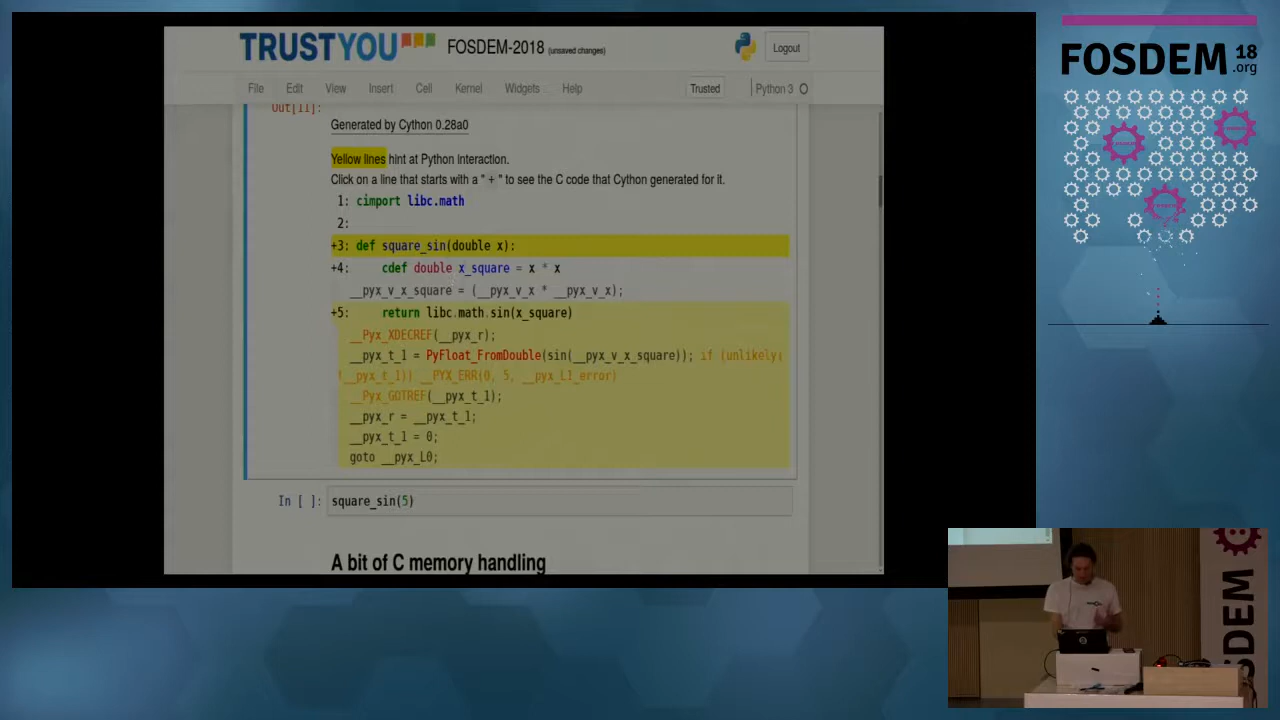 TRUSTYOU FOSDEM-2018 (unsaved changes) Logout
File Edit View Insert Cell Kernel Widgets Help Trusted Python 3
Out[11]:
Generated by Cython 0.28a0
Yellow lines hint at Python interaction.
Click on a line that starts with a "+" to see the C code that Cython generated for it.
1: cimport libc.math
2:
+3: def square_sin(double x):
+4: cdef double x_square = x * x
__pyx_v_x_square = (__pyx_v_x * __pyx_v_x);
+5: return libc.math.sin(x_square)
__Pyx_XDECREF(__pyx_r);
__pyx_t_1 = PyFloat_FromDouble(sin(__pyx_v_x_square)); if (unlikely(
!__pyx_t_1)) __PYX_ERR(0, 5, __pyx_L1_error)
__Pyx_GOTREF(__pyx_t_1);
__pyx_r = __pyx_t_1;
__pyx_t_1 = 0;
goto __pyx_L0;
In [ ]: square_sin(5)
A bit of C memory handling
FOSDEM 18
.org
FOSDEM